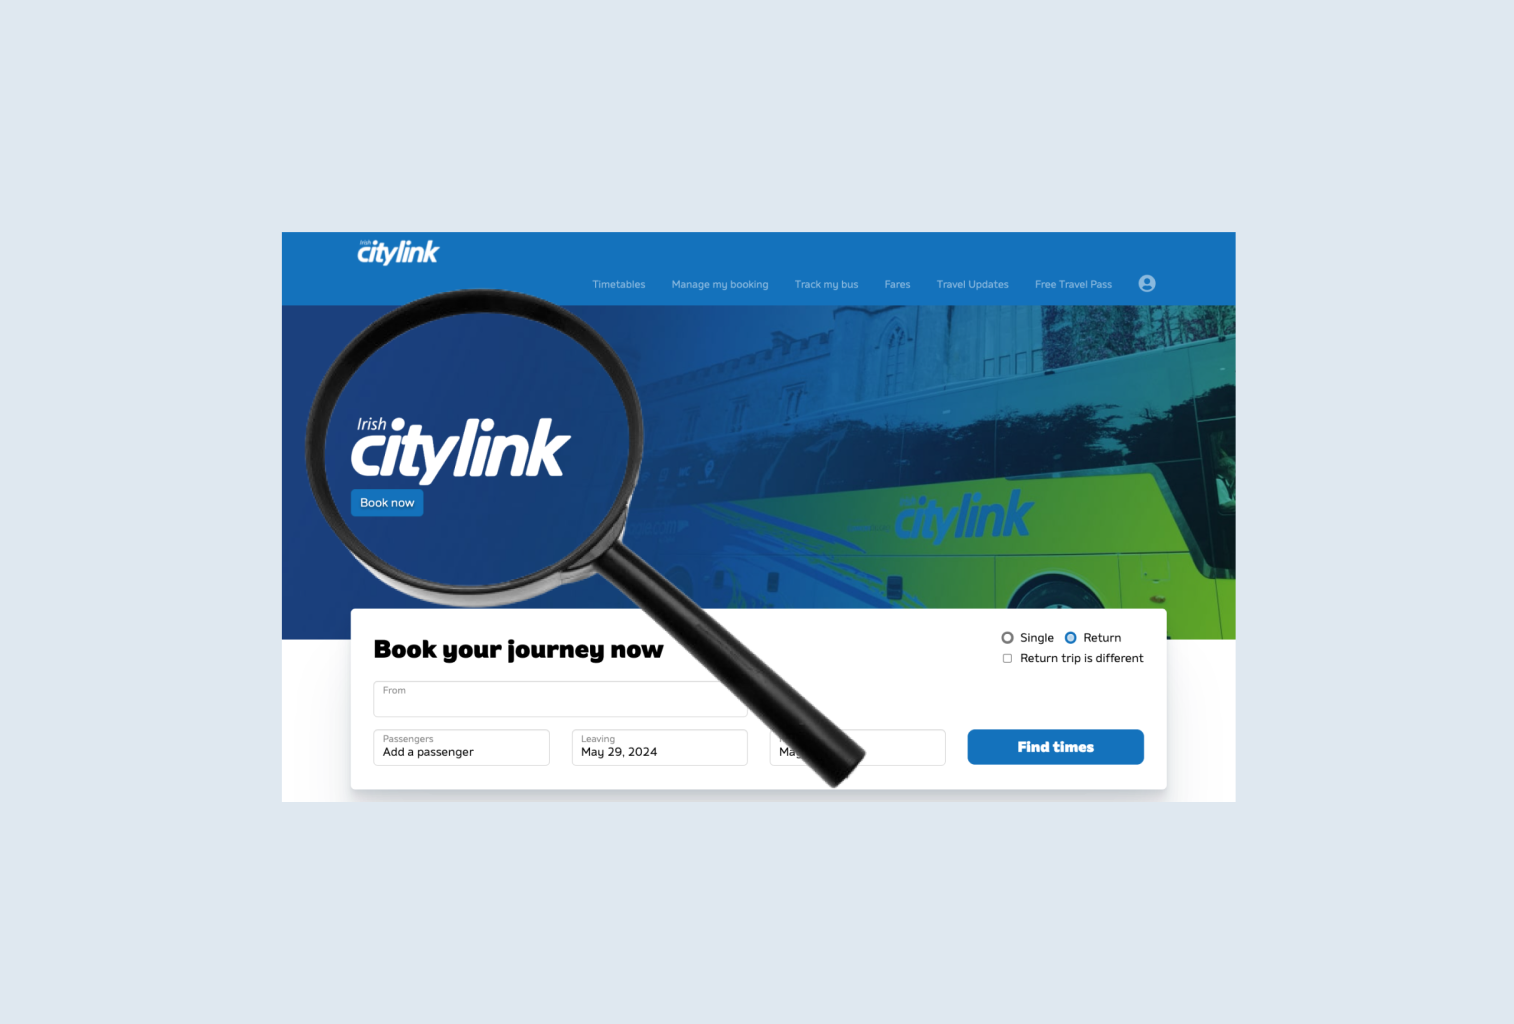 Irish
citylink
Timetables Manage my booking Track my bus Fares Travel Updates Free Travel Pass
Irish
citylink
Book now
Irish
citylink
Book your journey now
Single Return
Return trip is different
From
Passengers
Add a passenger
Leaving
May 29, 2024
Find times